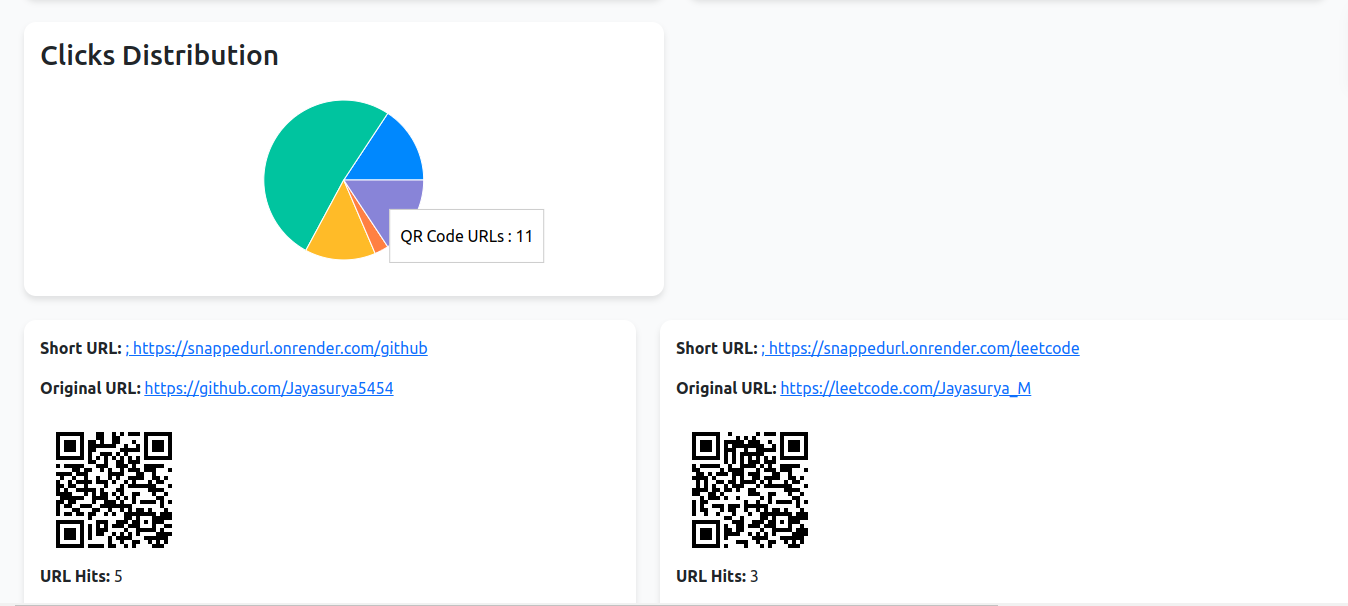 Clicks Distribution
QR Code URLs : 11
Short URL: ; https://snappedurl.onrender.com/github
Original URL: https://github.com/Jayasurya5454
URL Hits: 5
Short URL: ; https://snappedurl.onrender.com/leetcode
Original URL: https://leetcode.com/Jayasurya_M
URL Hits: 3